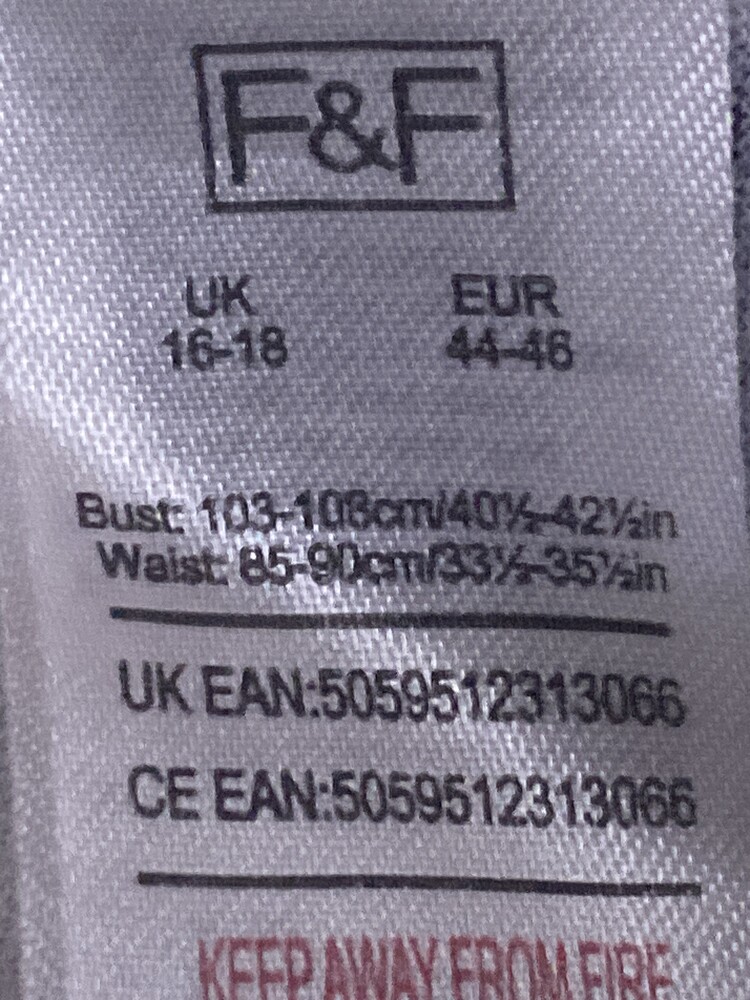 F&F
UK EUR
16-18 44-46
Bust: 103-108cm/40½-42½in
Waist: 85-90cm/33½-35½in
UK EAN:5059512313066
CE EAN:5059512313066
KEEP AWAY FROM FIRE